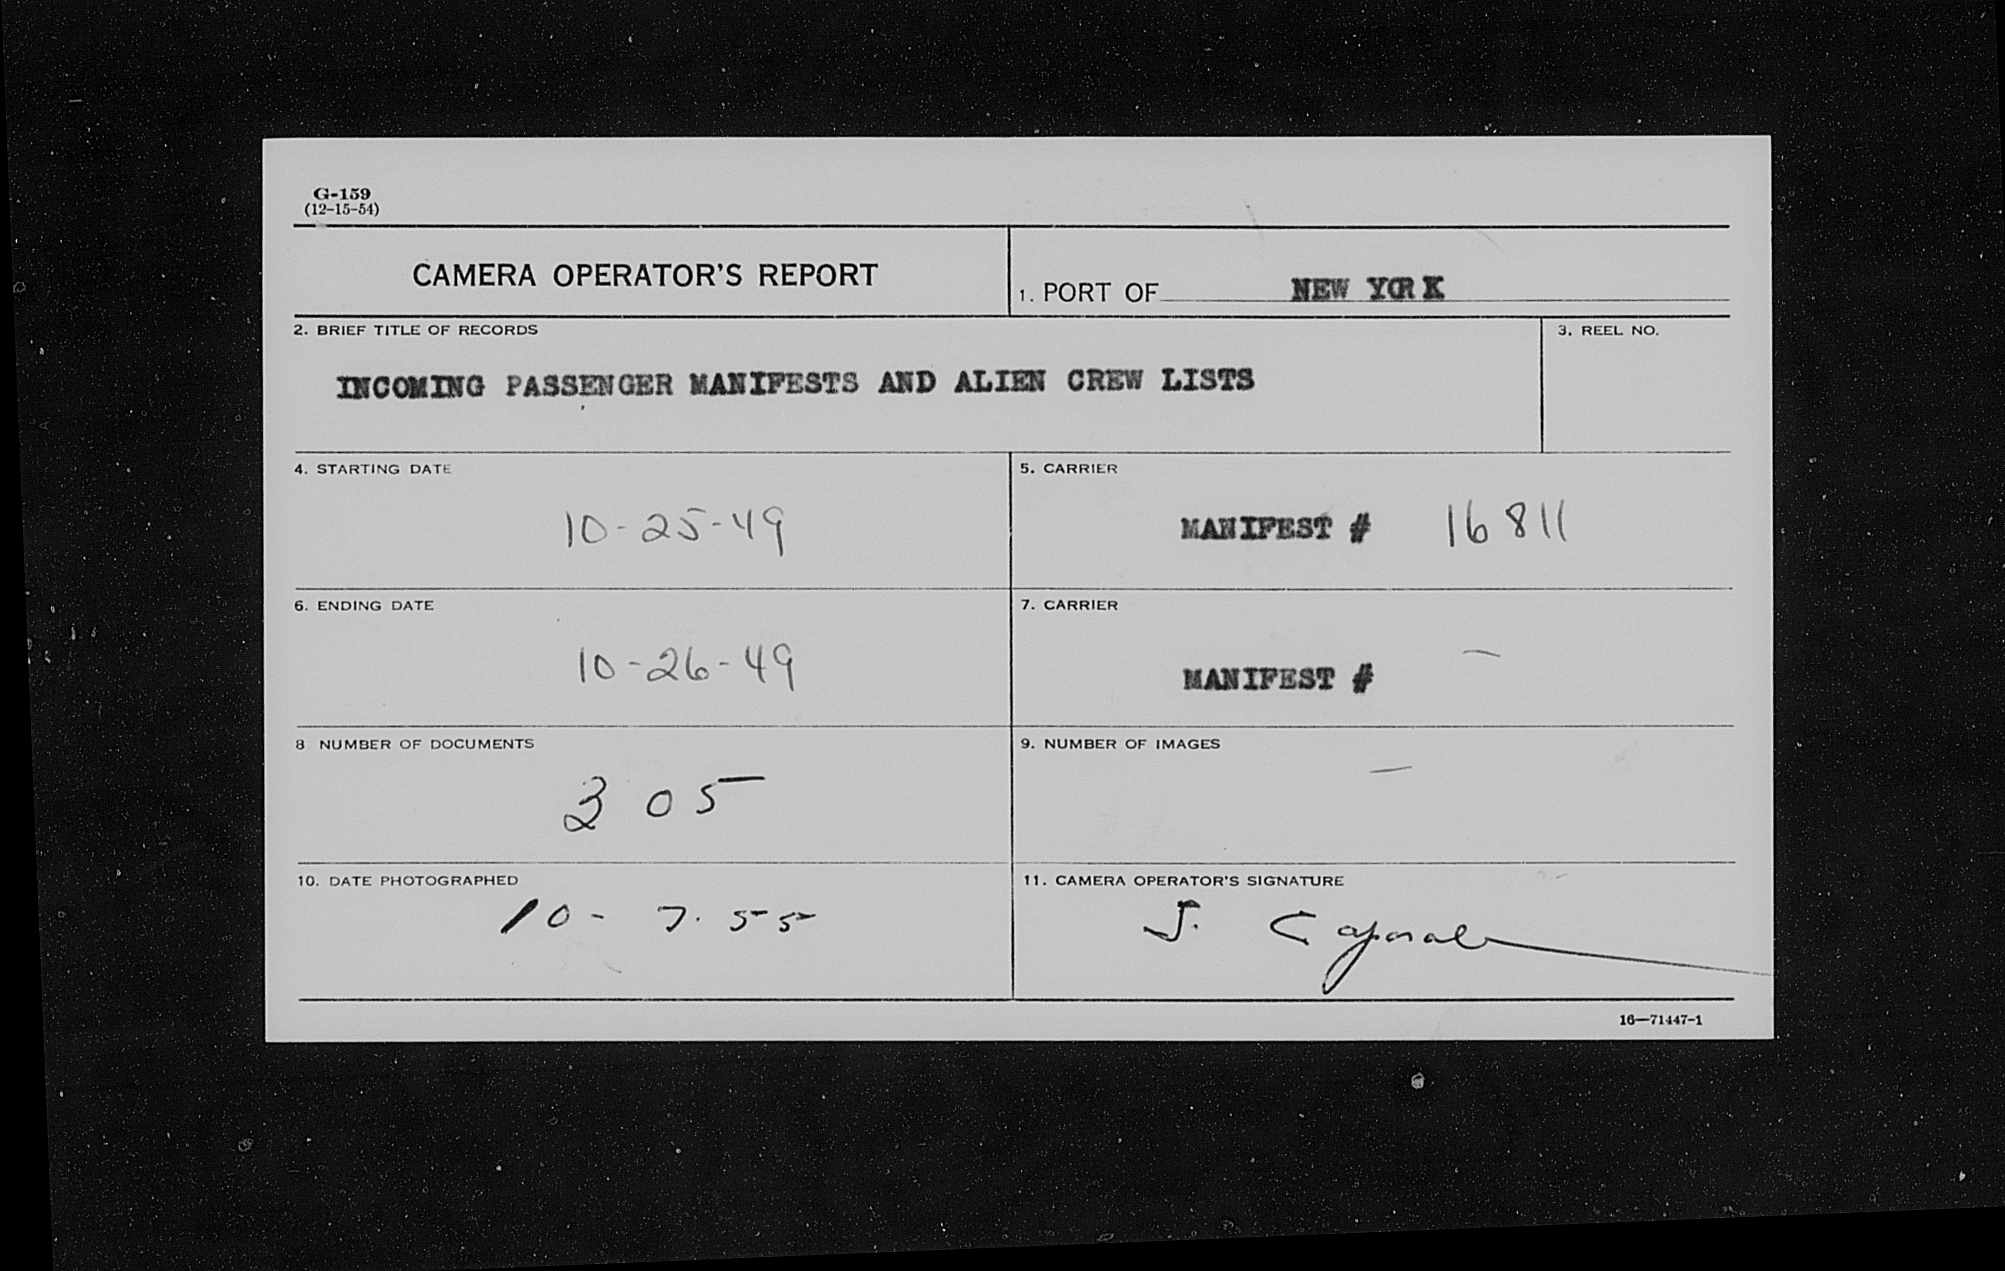 G-159
(12-15-54)
CAMERA OPERATOR'S REPORT
1. PORT OF NEW YORK
2. BRIEF TITLE OF RECORDS
3. REEL NO.
INCOMING PASSENGER MANIFESTS AND ALIEN CREW LISTS
4. STARTING DATE
10-25-49
5. CARRIER
MANIFEST # 16811
6. ENDING DATE
10-26-49
7. CARRIER
MANIFEST # —
8 NUMBER OF DOCUMENTS
305
9. NUMBER OF IMAGES
—
10. DATE PHOTOGRAPHED
10-7-55
11. CAMERA OPERATOR'S SIGNATURE
J.
16—71447-1